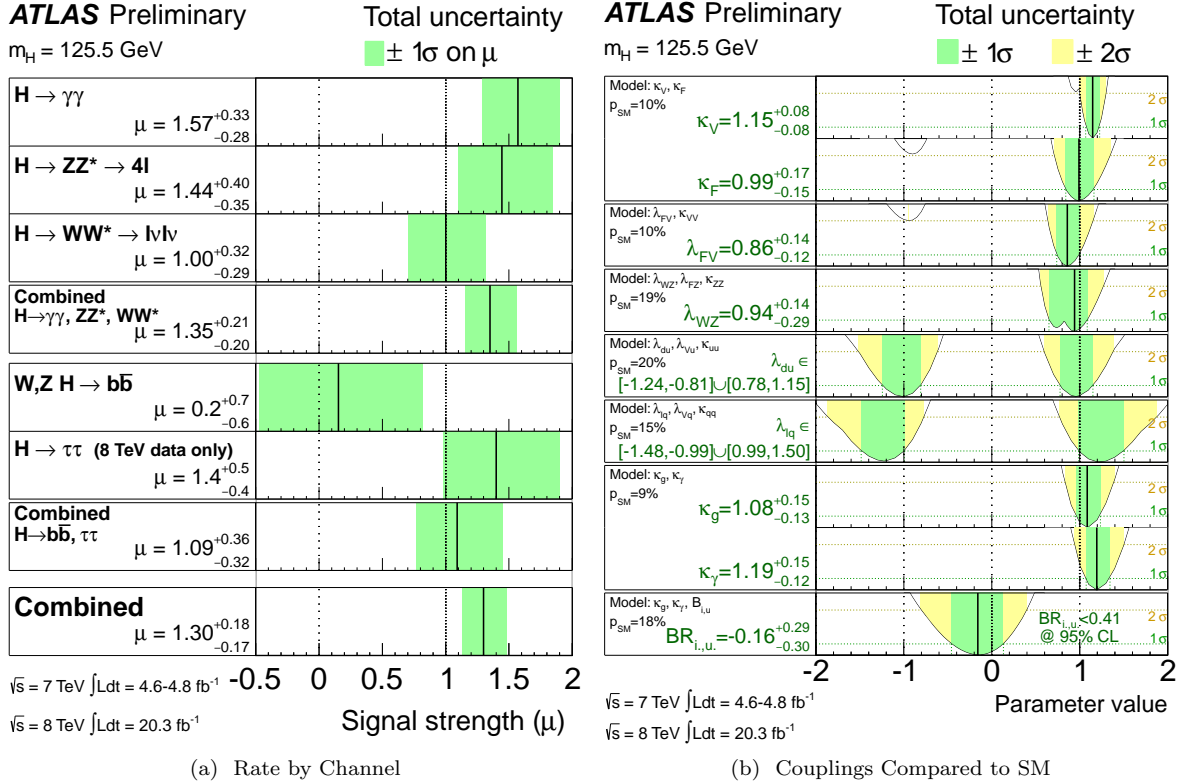 ATLAS Preliminary
Total uncertainty
m_H = 125.5 GeV
± 1σ on μ
H → γγ
μ = 1.57 +0.33 −0.28
H → ZZ* → 4l
μ = 1.44 +0.40 −0.35
H → WW* → lνlν
μ = 1.00 +0.32 −0.29
Combined
H→γγ, ZZ*, WW*
μ = 1.35 +0.21 −0.20
W,Z H → bb̅
μ = 0.2 +0.7 −0.6
H → ττ (8 TeV data only)
μ = 1.4 +0.5 −0.4
Combined
H→bb̅, ττ
μ = 1.09 +0.36 −0.32
Combined
μ = 1.30 +0.18 −0.17
-0.5 0 0.5 1 1.5 2
√s = 7 TeV ∫Ldt = 4.6-4.8 fb-1
√s = 8 TeV ∫Ldt = 20.3 fb-1
Signal strength (μ)
(a) Rate by Channel
ATLAS Preliminary
Total uncertainty
m_H = 125.5 GeV
± 1σ ± 2σ
Model: κ_V, κ_F
p_SM=10%
κ_V=1.15 +0.08 −0.08
2σ
1σ
κ_F=0.99 +0.17 −0.15
2σ
1σ
Model: λ_FV, κ_VV
p_SM=10%
λ_FV=0.86 +0.14 −0.12
2σ
1σ
Model: λ_WZ, λ_FZ, κ_ZZ
p_SM=19%
λ_WZ=0.94 +0.14 −0.29
2σ
1σ
Model: λ_du, λ_Vu, κ_uu
p_SM=20% λ_du ∈
[-1.24,-0.81]∪[0.78,1.15]
2σ
1σ
Model: λ_lq, λ_Vq, κ_qq
p_SM=15% λ_lq ∈
[-1.48,-0.99]∪[0.99,1.50]
2σ
1σ
Model: κ_g, κ_γ
p_SM=9%
κ_g=1.08 +0.15 −0.13
2σ
1σ
κ_γ=1.19 +0.15 −0.12
2σ
1σ
Model: κ_g, κ_γ, B_i,u
p_SM=18%
BR_i.,u.=-0.16 +0.29 −0.30
BR_i.,u.<0.41
@ 95% CL
2σ
1σ
-2 -1 0 1 2
√s = 7 TeV ∫Ldt = 4.6-4.8 fb-1
√s = 8 TeV ∫Ldt = 20.3 fb-1
Parameter value
(b) Couplings Compared to SM